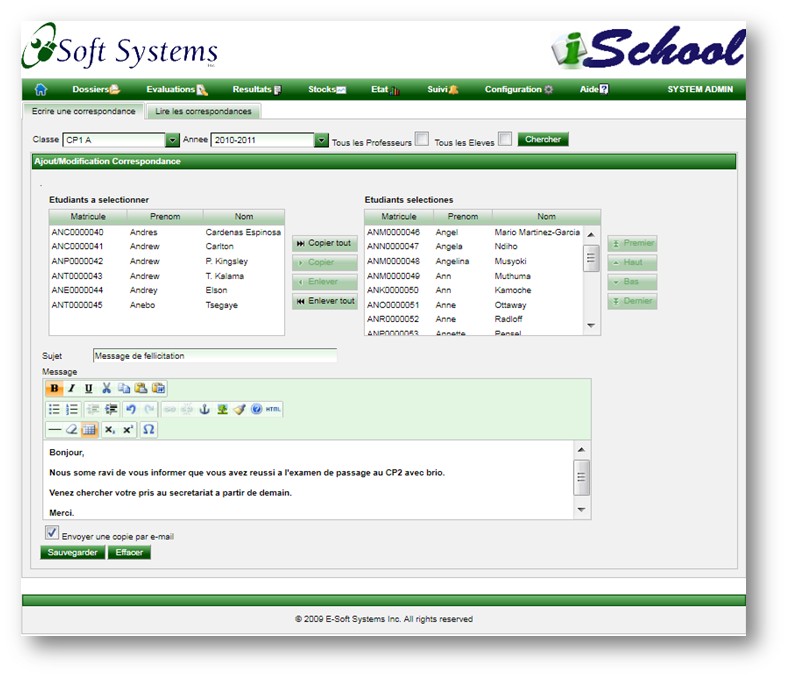 Soft Systems Inc.
iSchool
Dossiers Evaluations Resultats Stocks Etat Suivi Configuration Aide SYSTEM ADMIN
Ecrire une correspondance Lire les correspondances
Classe CP1 A Annee 2010-2011 Tous les Professeurs Tous les Eleves Chercher
Ajout/Modification Correspondance
Etudiants a selectionner
Matricule Prenom Nom
ANC0000040 Andres Cardenas Espinosa
ANC0000041 Andrew Carlton
ANP0000042 Andrew P. Kingsley
ANT0000043 Andrew T. Kalama
ANE0000044 Andrey Elson
ANT0000045 Anebo Tsegaye
Copier tout
Copier
Enlever
Enlever tout
Etudiants selectiones
Matricule Prenom Nom
ANM0000046 Angel Mario Martinez-Garcia
ANN0000047 Angela Ndiho
ANM0000048 Angelina Musyoki
ANM0000049 Ann Muthuma
ANK0000050 Ann Kamoche
ANO0000051 Anne Ottaway
ANR0000052 Anne Radloff
ANP0000053 Annette Pensel
Premier
Haut
Bas
Dernier
Sujet Message de fellicitation
Message
B I U
HTML
Ω
Bonjour,
Nous some ravi de vous informer que vous avez reussi a l'examen de passage au CP2 avec brio.
Venez chercher votre pris au secretariat a partir de demain.
Merci.
Envoyer une copie par e-mail
Sauvegarder Effacer
© 2009 E-Soft Systems Inc. All rights reserved